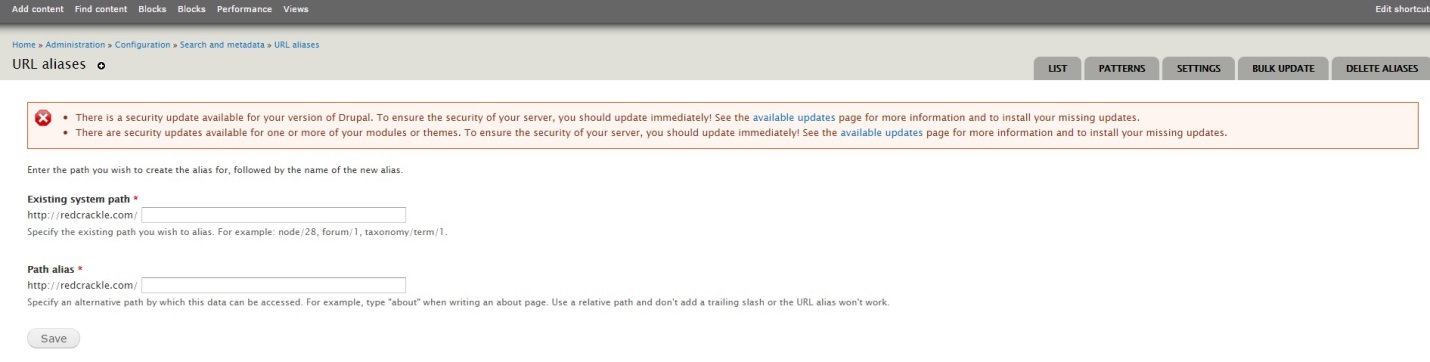 Add content Find content Blocks Blocks Performance Views Edit shortcut
Home » Administration » Configuration » Search and metadata » URL aliases
URL aliases
LIST PATTERNS SETTINGS BULK UPDATE DELETE ALIASES
• There is a security update available for your version of Drupal. To ensure the security of your server, you should update immediately! See the available updates page for more information and to install your missing updates.
• There are security updates available for one or more of your modules or themes. To ensure the security of your server, you should update immediately! See the available updates page for more information and to install your missing updates.
Enter the path you wish to create the alias for, followed by the name of the new alias.
Existing system path *
http://redcrackle.com/
Specify the existing path you wish to alias. For example: node/28, forum/1, taxonomy/term/1.
Path alias *
http://redcrackle.com/
Specify an alternative path by which this data can be accessed. For example, type "about" when writing an about page. Use a relative path and don't add a trailing slash or the URL alias won't work.
Save